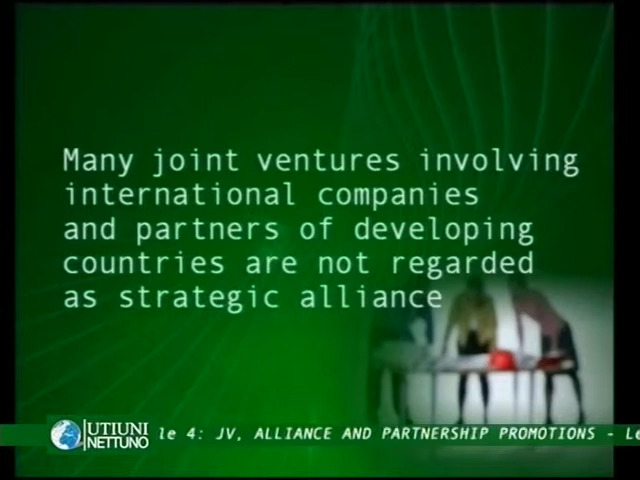 Many joint ventures involving
international companies
and partners of developing
countries are not regarded
as strategic alliance
UTIUNI
NETTUNO
le 4: JV, ALLIANCE AND PARTNERSHIP PROMOTIONS - Le